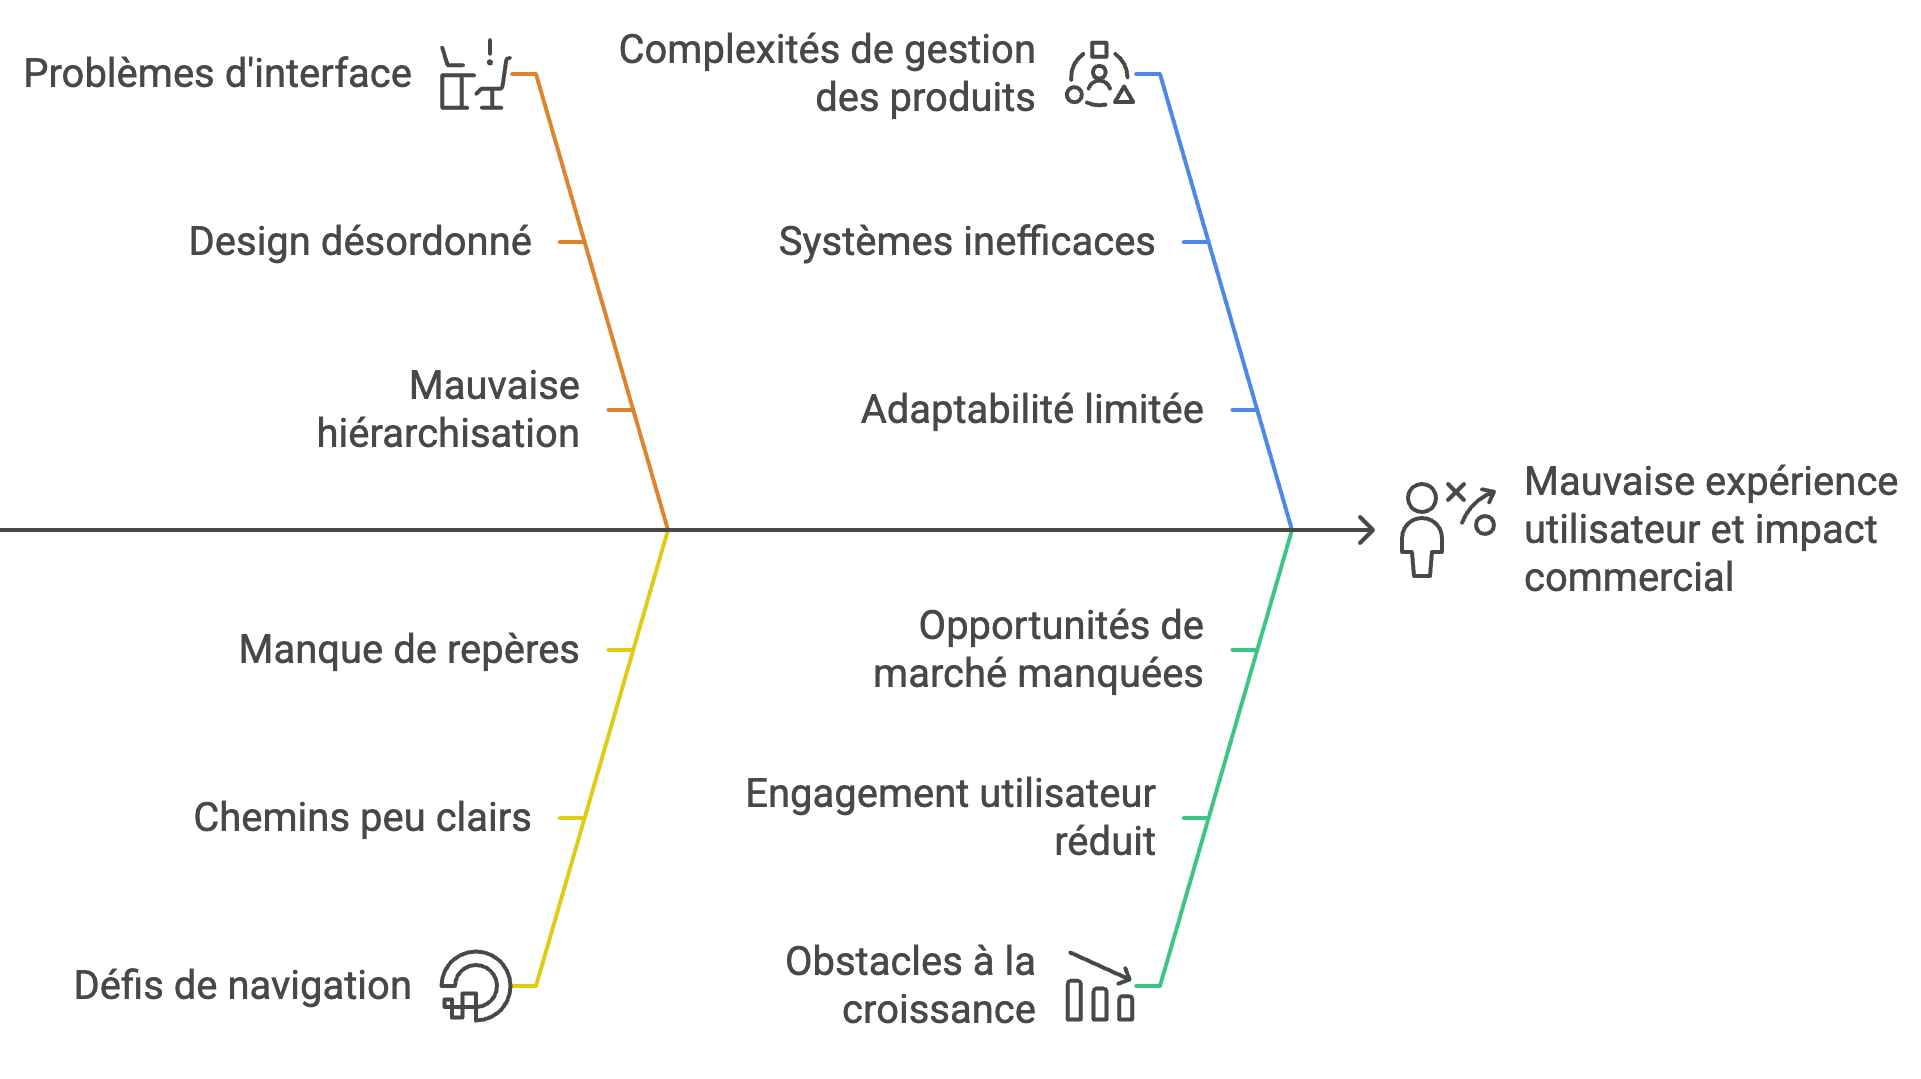 Problèmes d'interface
Design désordonné
Mauvaise
hiérarchisation
Complexités de gestion
des produits
Systèmes inefficaces
Adaptabilité limitée
Mauvaise expérience
utilisateur et impact
commercial
Manque de repères
Chemins peu clairs
Défis de navigation
Opportunités de
marché manquées
Engagement utilisateur
réduit
Obstacles à la
croissance